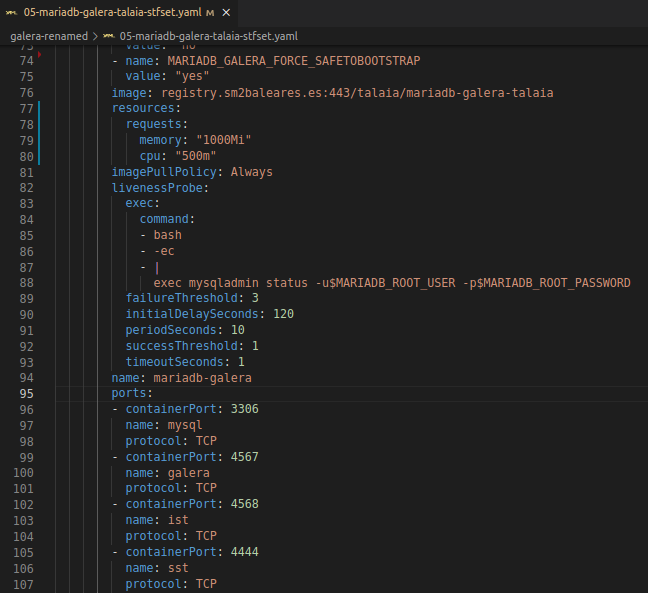 05-mariadb-galera-talaia-stfset.yaml M ×
galera-renamed > 05-mariadb-galera-talaia-stfset.yaml
73 value: "no"
74 - name: MARIADB_GALERA_FORCE_SAFETOBOOTSTRAP
75 value: "yes"
76 image: registry.sm2baleares.es:443/talaia/mariadb-galera-talaia
77 resources:
78 requests:
79 memory: "1000Mi"
80 cpu: "500m"
81 imagePullPolicy: Always
82 livenessProbe:
83 exec:
84 command:
85 - bash
86 - -ec
87 - |
88 exec mysqladmin status -u$MARIADB_ROOT_USER -p$MARIADB_ROOT_PASSWORD
89 failureThreshold: 3
90 initialDelaySeconds: 120
91 periodSeconds: 10
92 successThreshold: 1
93 timeoutSeconds: 1
94 name: mariadb-galera
95 ports:
96 - containerPort: 3306
97 name: mysql
98 protocol: TCP
99 - containerPort: 4567
100 name: galera
101 protocol: TCP
102 - containerPort: 4568
103 name: ist
104 protocol: TCP
105 - containerPort: 4444
106 name: sst
107 protocol: TCP